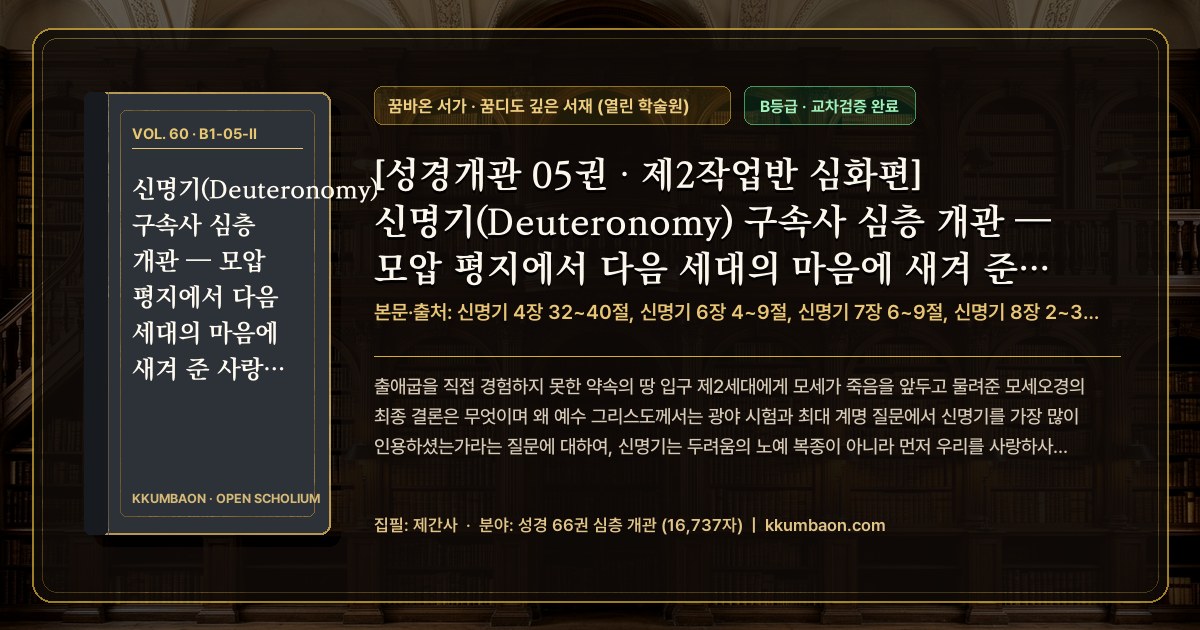 VOL. 60 · B1-05-II
신명기(Deuteronomy)
구속사 심층
개관 — 모압
평지에서 다음
세대의 마음에
새겨 준 사랑…
KKUMBAON · OPEN SCHOLIUM
꿈바온 서가 · 꿈디도 깊은 서재 (열린 학술원)
B등급 · 교차검증 완료
[성경개관 05권 · 제2작업반 심화편]
신명기(Deuteronomy) 구속사 심층 개관 —
모압 평지에서 다음 세대의 마음에 새겨 준…
본문·출처: 신명기 4장 32~40절, 신명기 6장 4~9절, 신명기 7장 6~9절, 신명기 8장 2~3...
출애굽을 직접 경험하지 못한 약속의 땅 입구 제2세대에게 모세가 죽음을 앞두고 물려준 모세오경의
최종 결론은 무엇이며 왜 예수 그리스도께서는 광야 시험과 최대 계명 질문에서 신명기를 가장 많이
인용하셨는가라는 질문에 대하여, 신명기는 두려움의 노예 복종이 아니라 먼저 우리를 사랑하사...
집필: 제간사 · 분야: 성경 66권 심층 개관 (16,737자) | kkumbaon.com